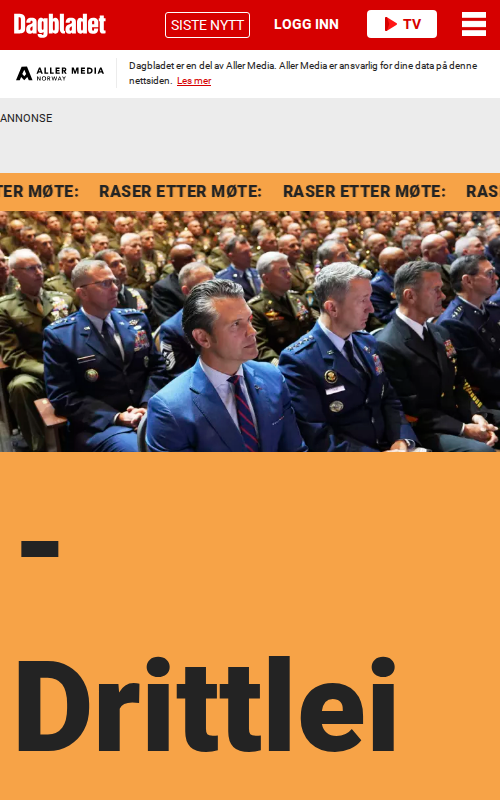 Dagbladet
SISTE NYTT
LOGG INN
TV
ALLER MEDIA
NORWAY
Dagbladet er en del av Aller Media. Aller Media er ansvarlig for dine data på denne
nettsiden. Les mer
ANNONSE
TER MØTE: RASER ETTER MØTE: RASER ETTER MØTE: RAS
-
Drittlei